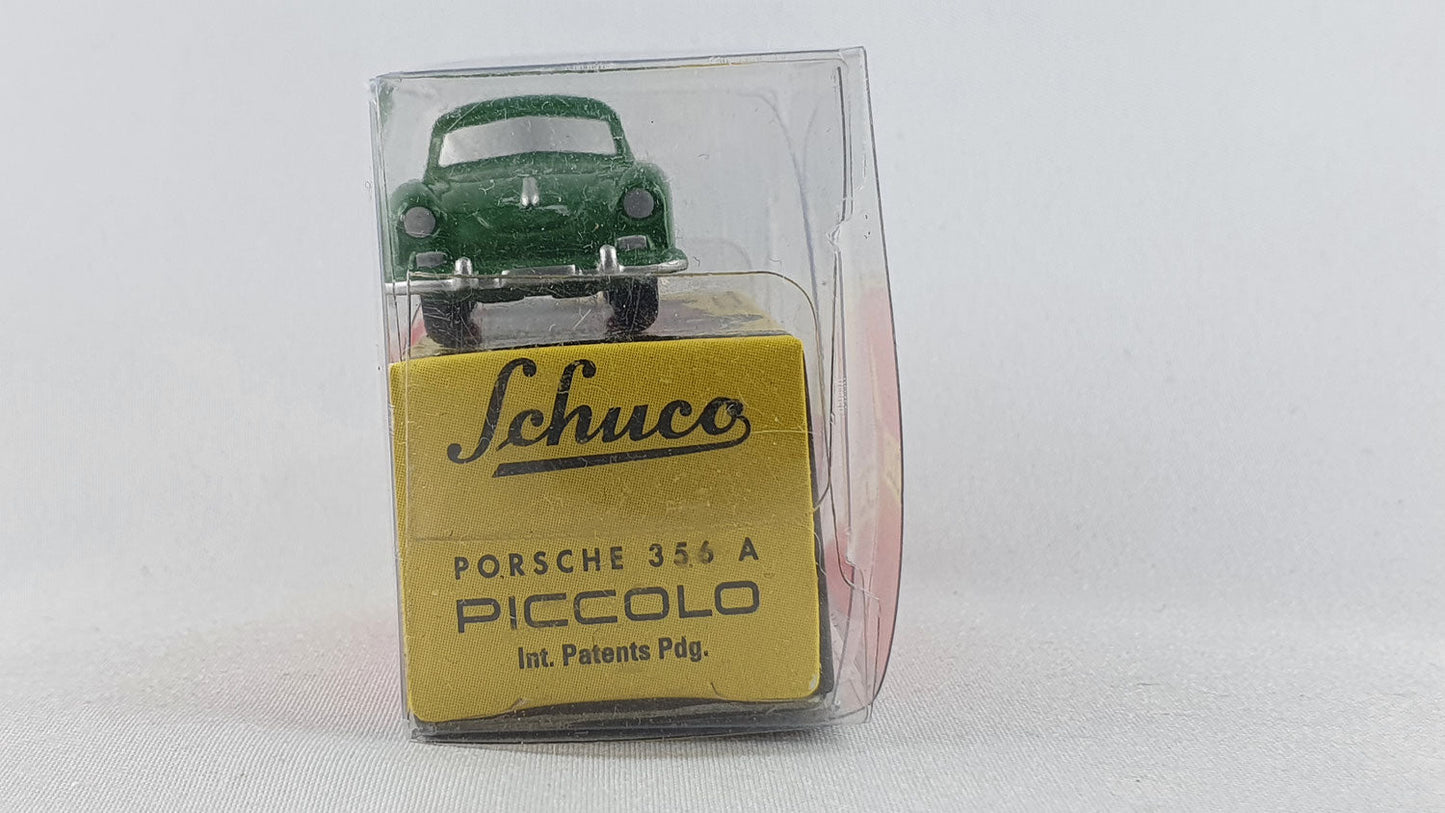 Schuco
PORSCHE 356 A
PICCOLO
Int. Patents Pdg.